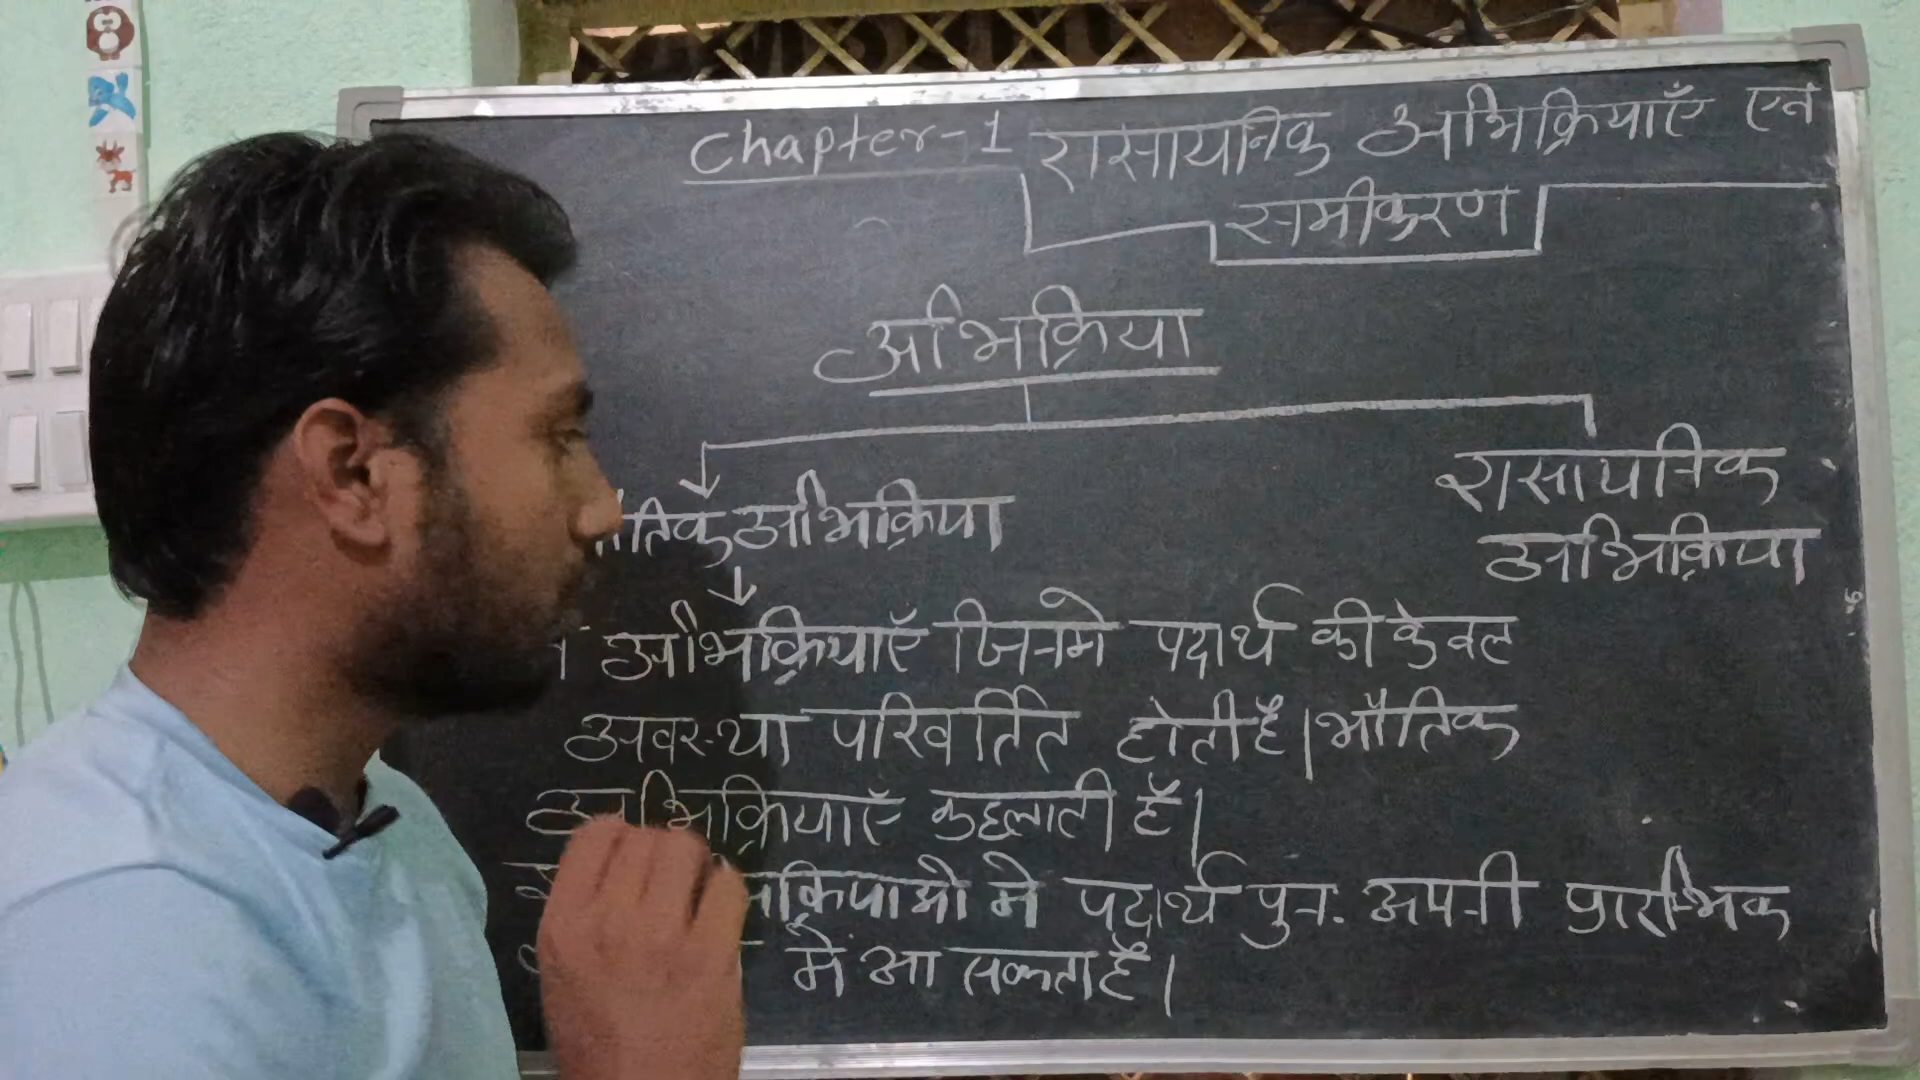 Chapter-1 रासायनिक अभिक्रियाएँ एव
समीकरण
अभिक्रिया
रासायनिक
तिक अभिक्रिया
अभिक्रिया
अभिक्रियाएँ जिनमे पदार्थ की केवल
अवस्था परिवर्तित होती है। भौतिक
अभिक्रियाएँ कहलाती हैं।
क्रियाओ मे पदार्थ पुनः अपनी प्रारम्भिक
में आ सकता है।